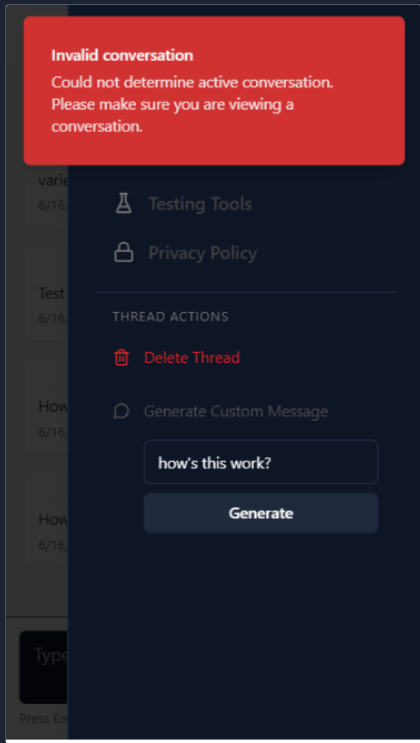 Invalid conversation
Could not determine active conversation.
Please make sure you are viewing a
conversation.
varie
6/16,
Testing Tools
Privacy Policy
Test
6/16,
THREAD ACTIONS
Delete Thread
How
6/16,
Generate Custom Message
how's this work?
Generate
How
6/16,
Type
Press En